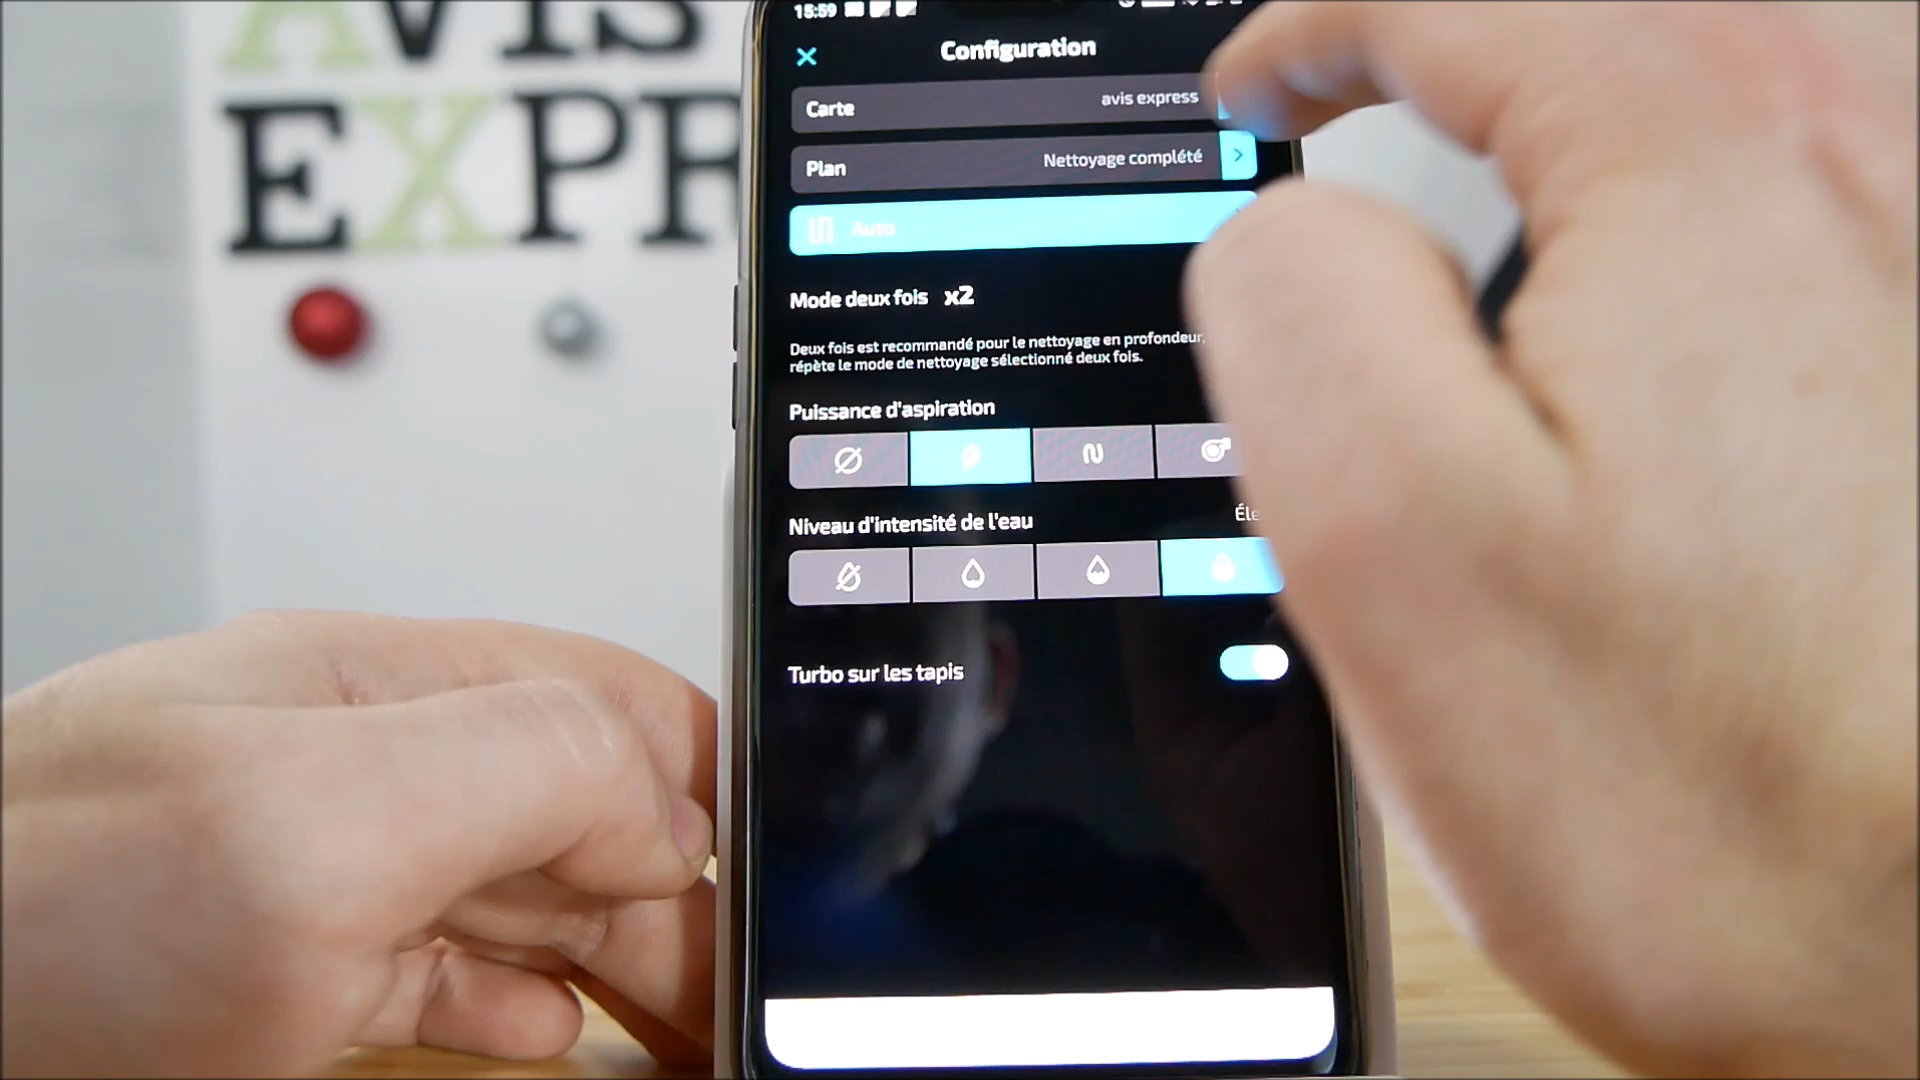 AVIS
EXPR
15:59
Configuration
Carte avis express
Plan Nettoyage complété
Auto
Mode deux fois x2
Deux fois est recommandé pour le nettoyage en profondeur,
répète le mode de nettoyage sélectionné deux fois.
Puissance d'aspiration
Niveau d'intensité de l'eau Éle
Turbo sur les tapis